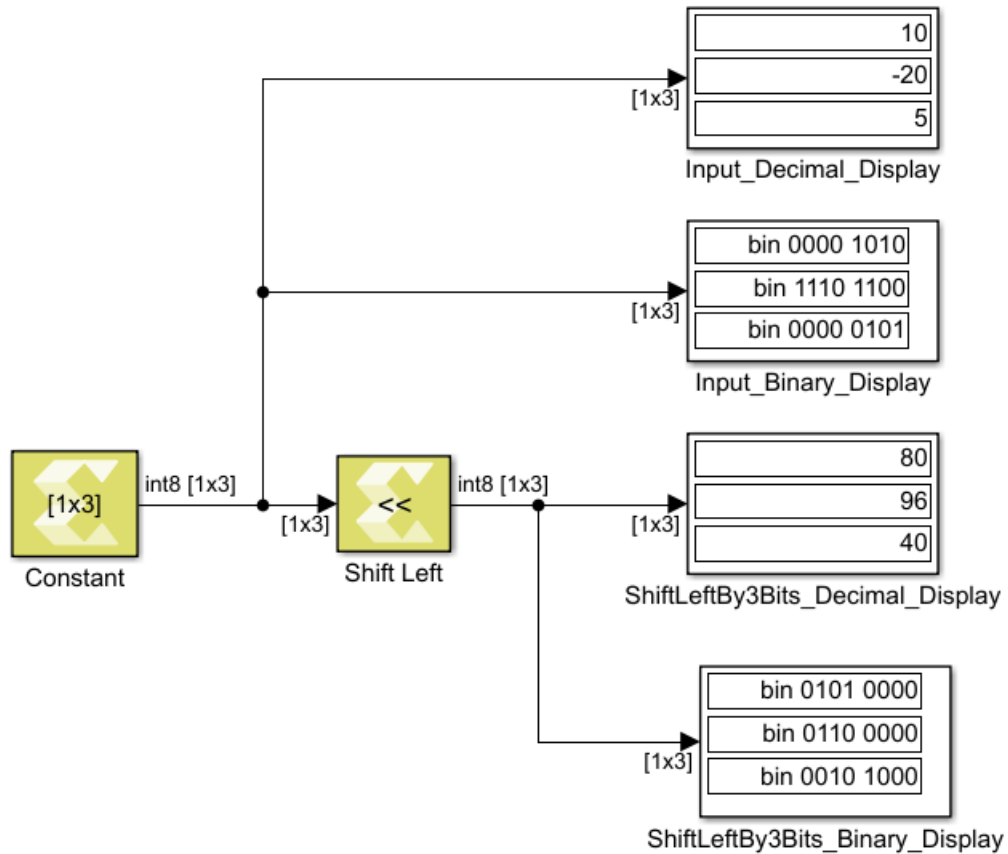 10
-20
5
[1x3]
Input_Decimal_Display
bin 0000 1010
bin 1110 1100
bin 0000 0101
[1x3]
Input_Binary_Display
[1x3]
Constant
int8 [1x3]
[1x3]
<<
Shift Left
int8 [1x3]
80
96
40
[1x3]
ShiftLeftBy3Bits_Decimal_Display
bin 0101 0000
bin 0110 0000
bin 0010 1000
[1x3]
ShiftLeftBy3Bits_Binary_Display